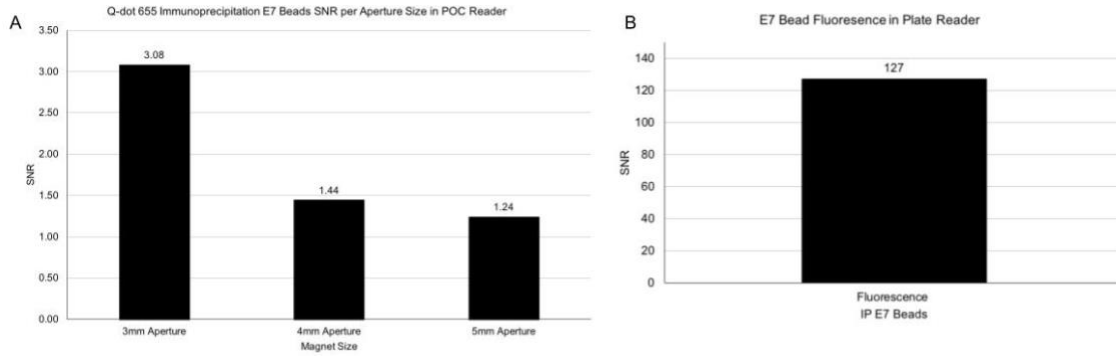 A
Q-dot 655 Immunoprecipitation E7 Beads SNR per Aperture Size in POC Reader
3.50
3.00
2.50
2.00
1.50
1.00
0.50
0.00
SNR
3.08
1.44
1.24
3mm Aperture
4mm Aperture
5mm Aperture
Magnet Size
B
E7 Bead Fluoresence in Plate Reader
140
120
100
80
60
40
20
0
SNR
127
Fluorescence
IP E7 Beads